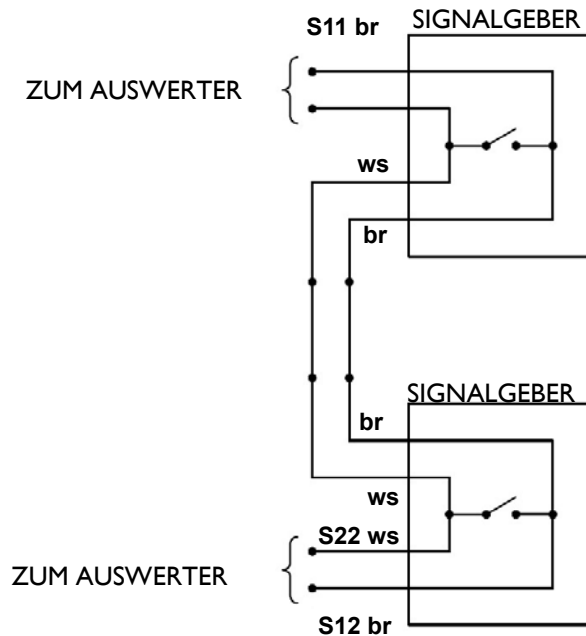 S11 br
SIGNALGEBER
ZUM AUSWERTER
ws
br
SIGNALGEBER
br
ws
S22 ws
ZUM AUSWERTER
S12 br